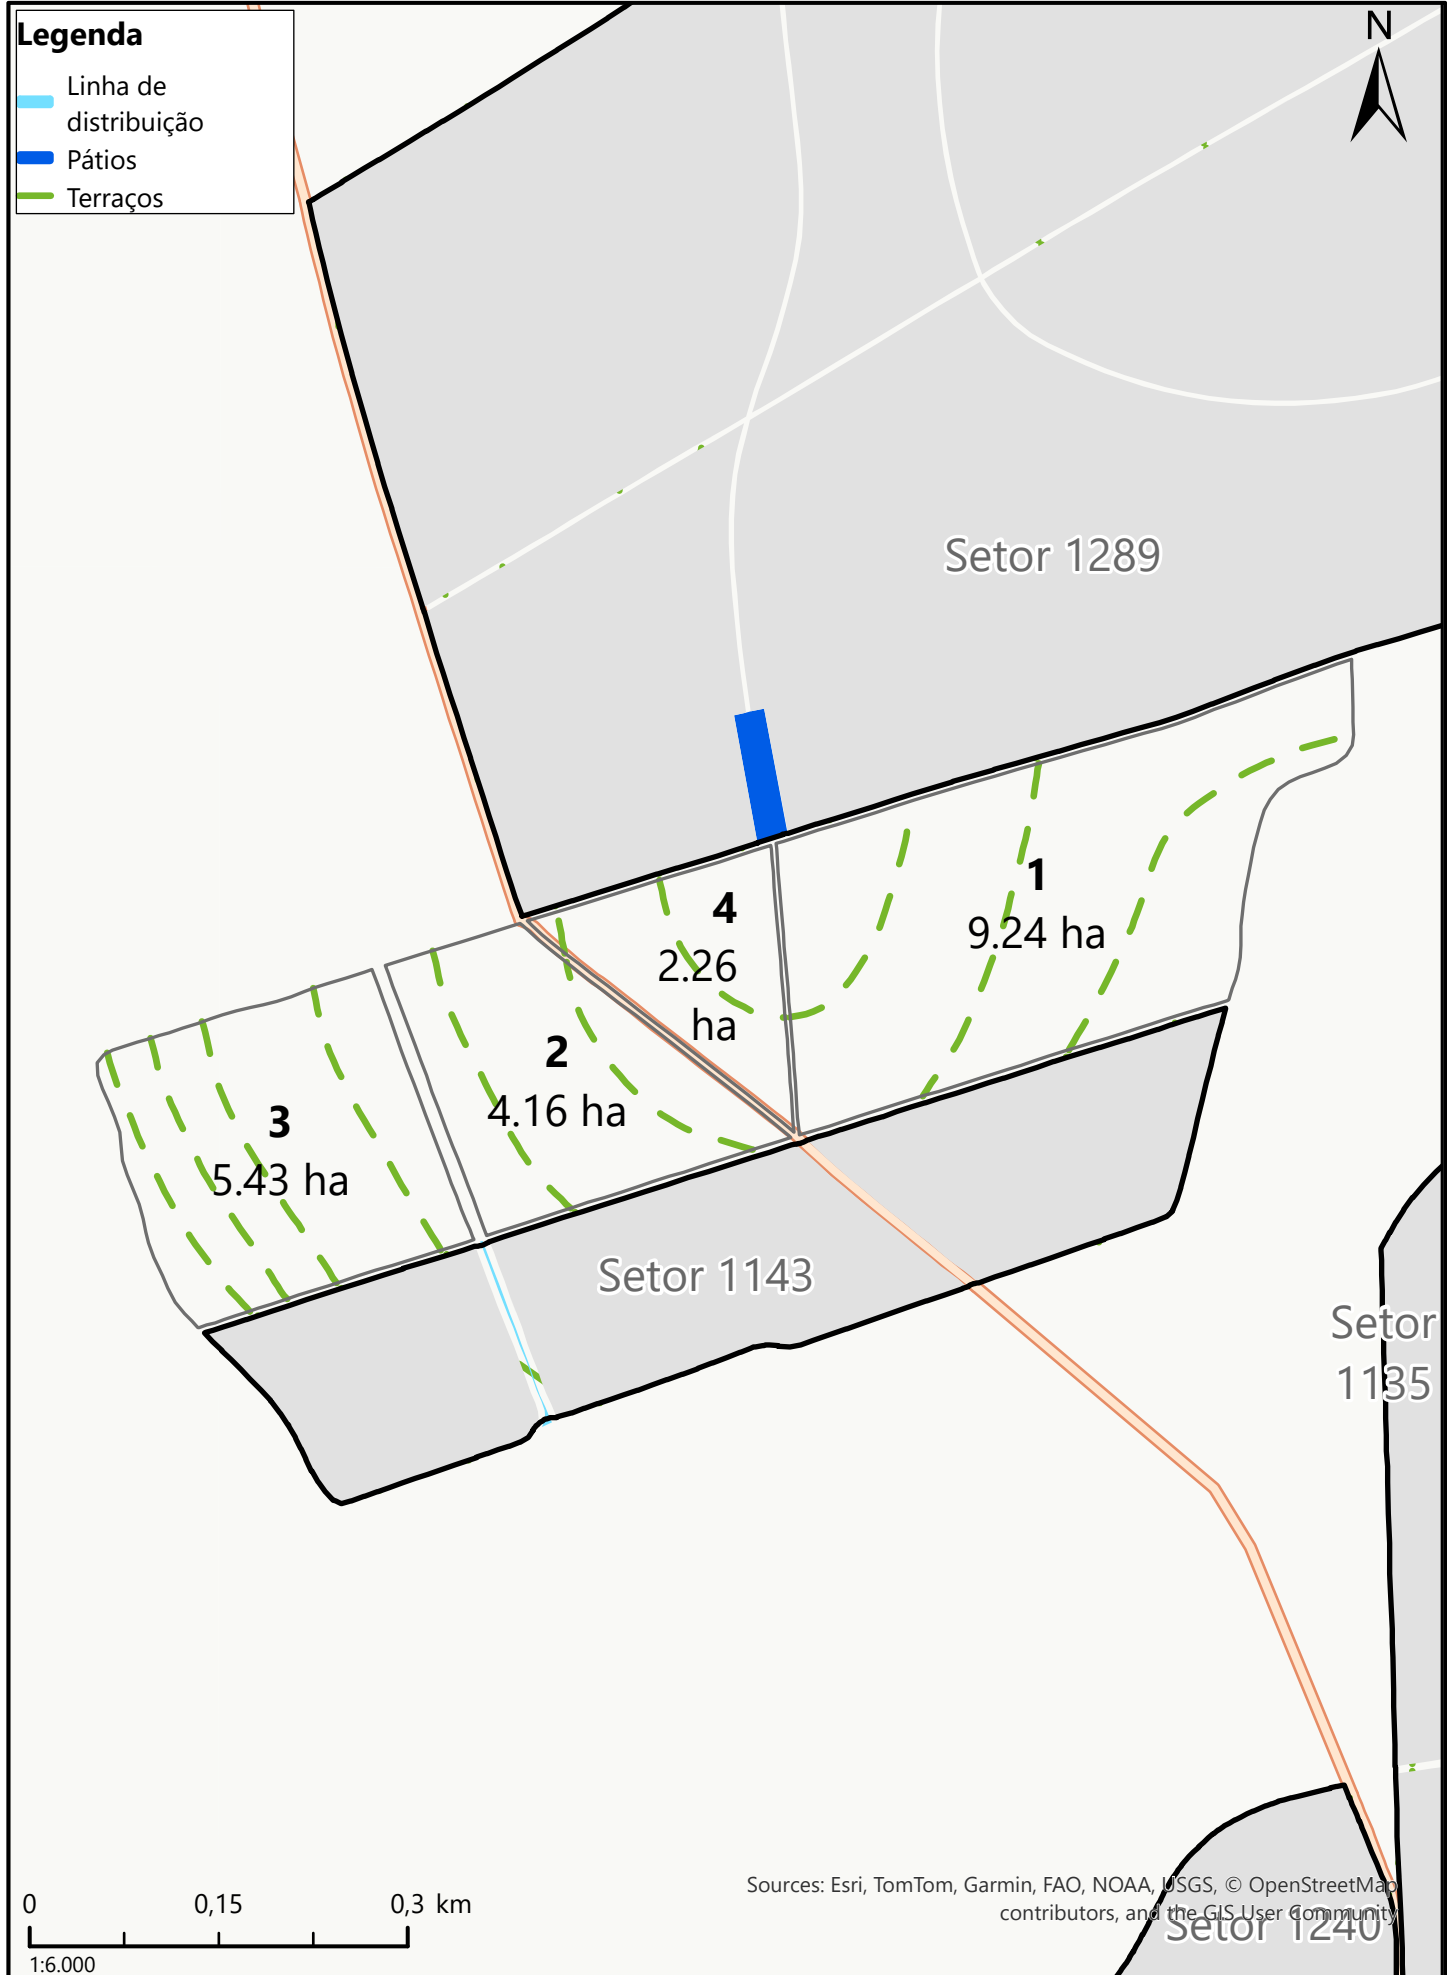 Legenda
Linha de
distribuição
Pátios
Terraços
N
Setor 1289
1
9.24 ha
4
2.26
ha
2
4.16 ha
3
5.43 ha
Setor 1143
Setor
1135
Sources: Esri, TomTom, Garmin, FAO, NOAA, USGS, © OpenStreetMap
contributors, and the GIS User Community
Setor 1240
0 0,15 0,3 km
1:6.000